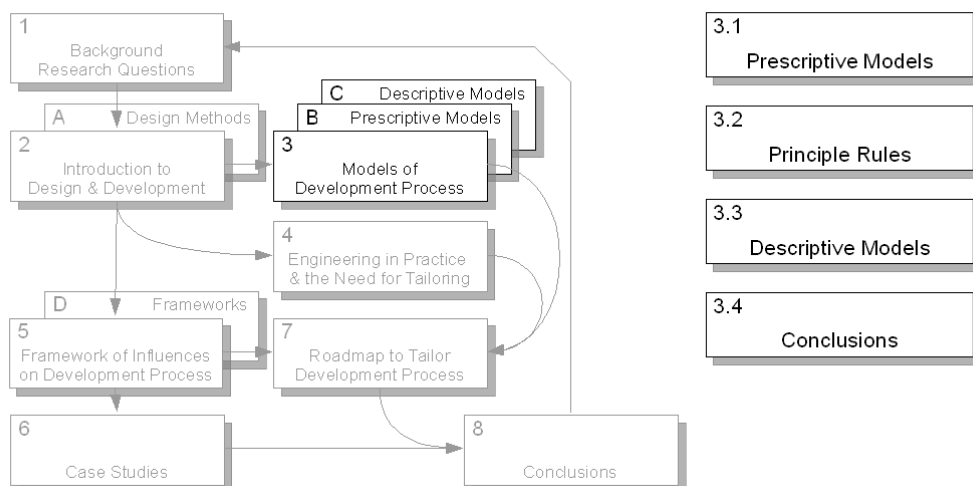 1
Background
Research Questions
A
Design Methods
2
Introduction to
Design & Development
C
Descriptive Models
B
Prescriptive Models
3
Models of
Development Process
4
Engineering in Practice
& the Need for Tailoring
D
Frameworks
5
Framework of Influences
on Development Process
7
Roadmap to Tailor
Development Process
6
Case Studies
8
Conclusions
3.1
Prescriptive Models
3.2
Principle Rules
3.3
Descriptive Models
3.4
Conclusions